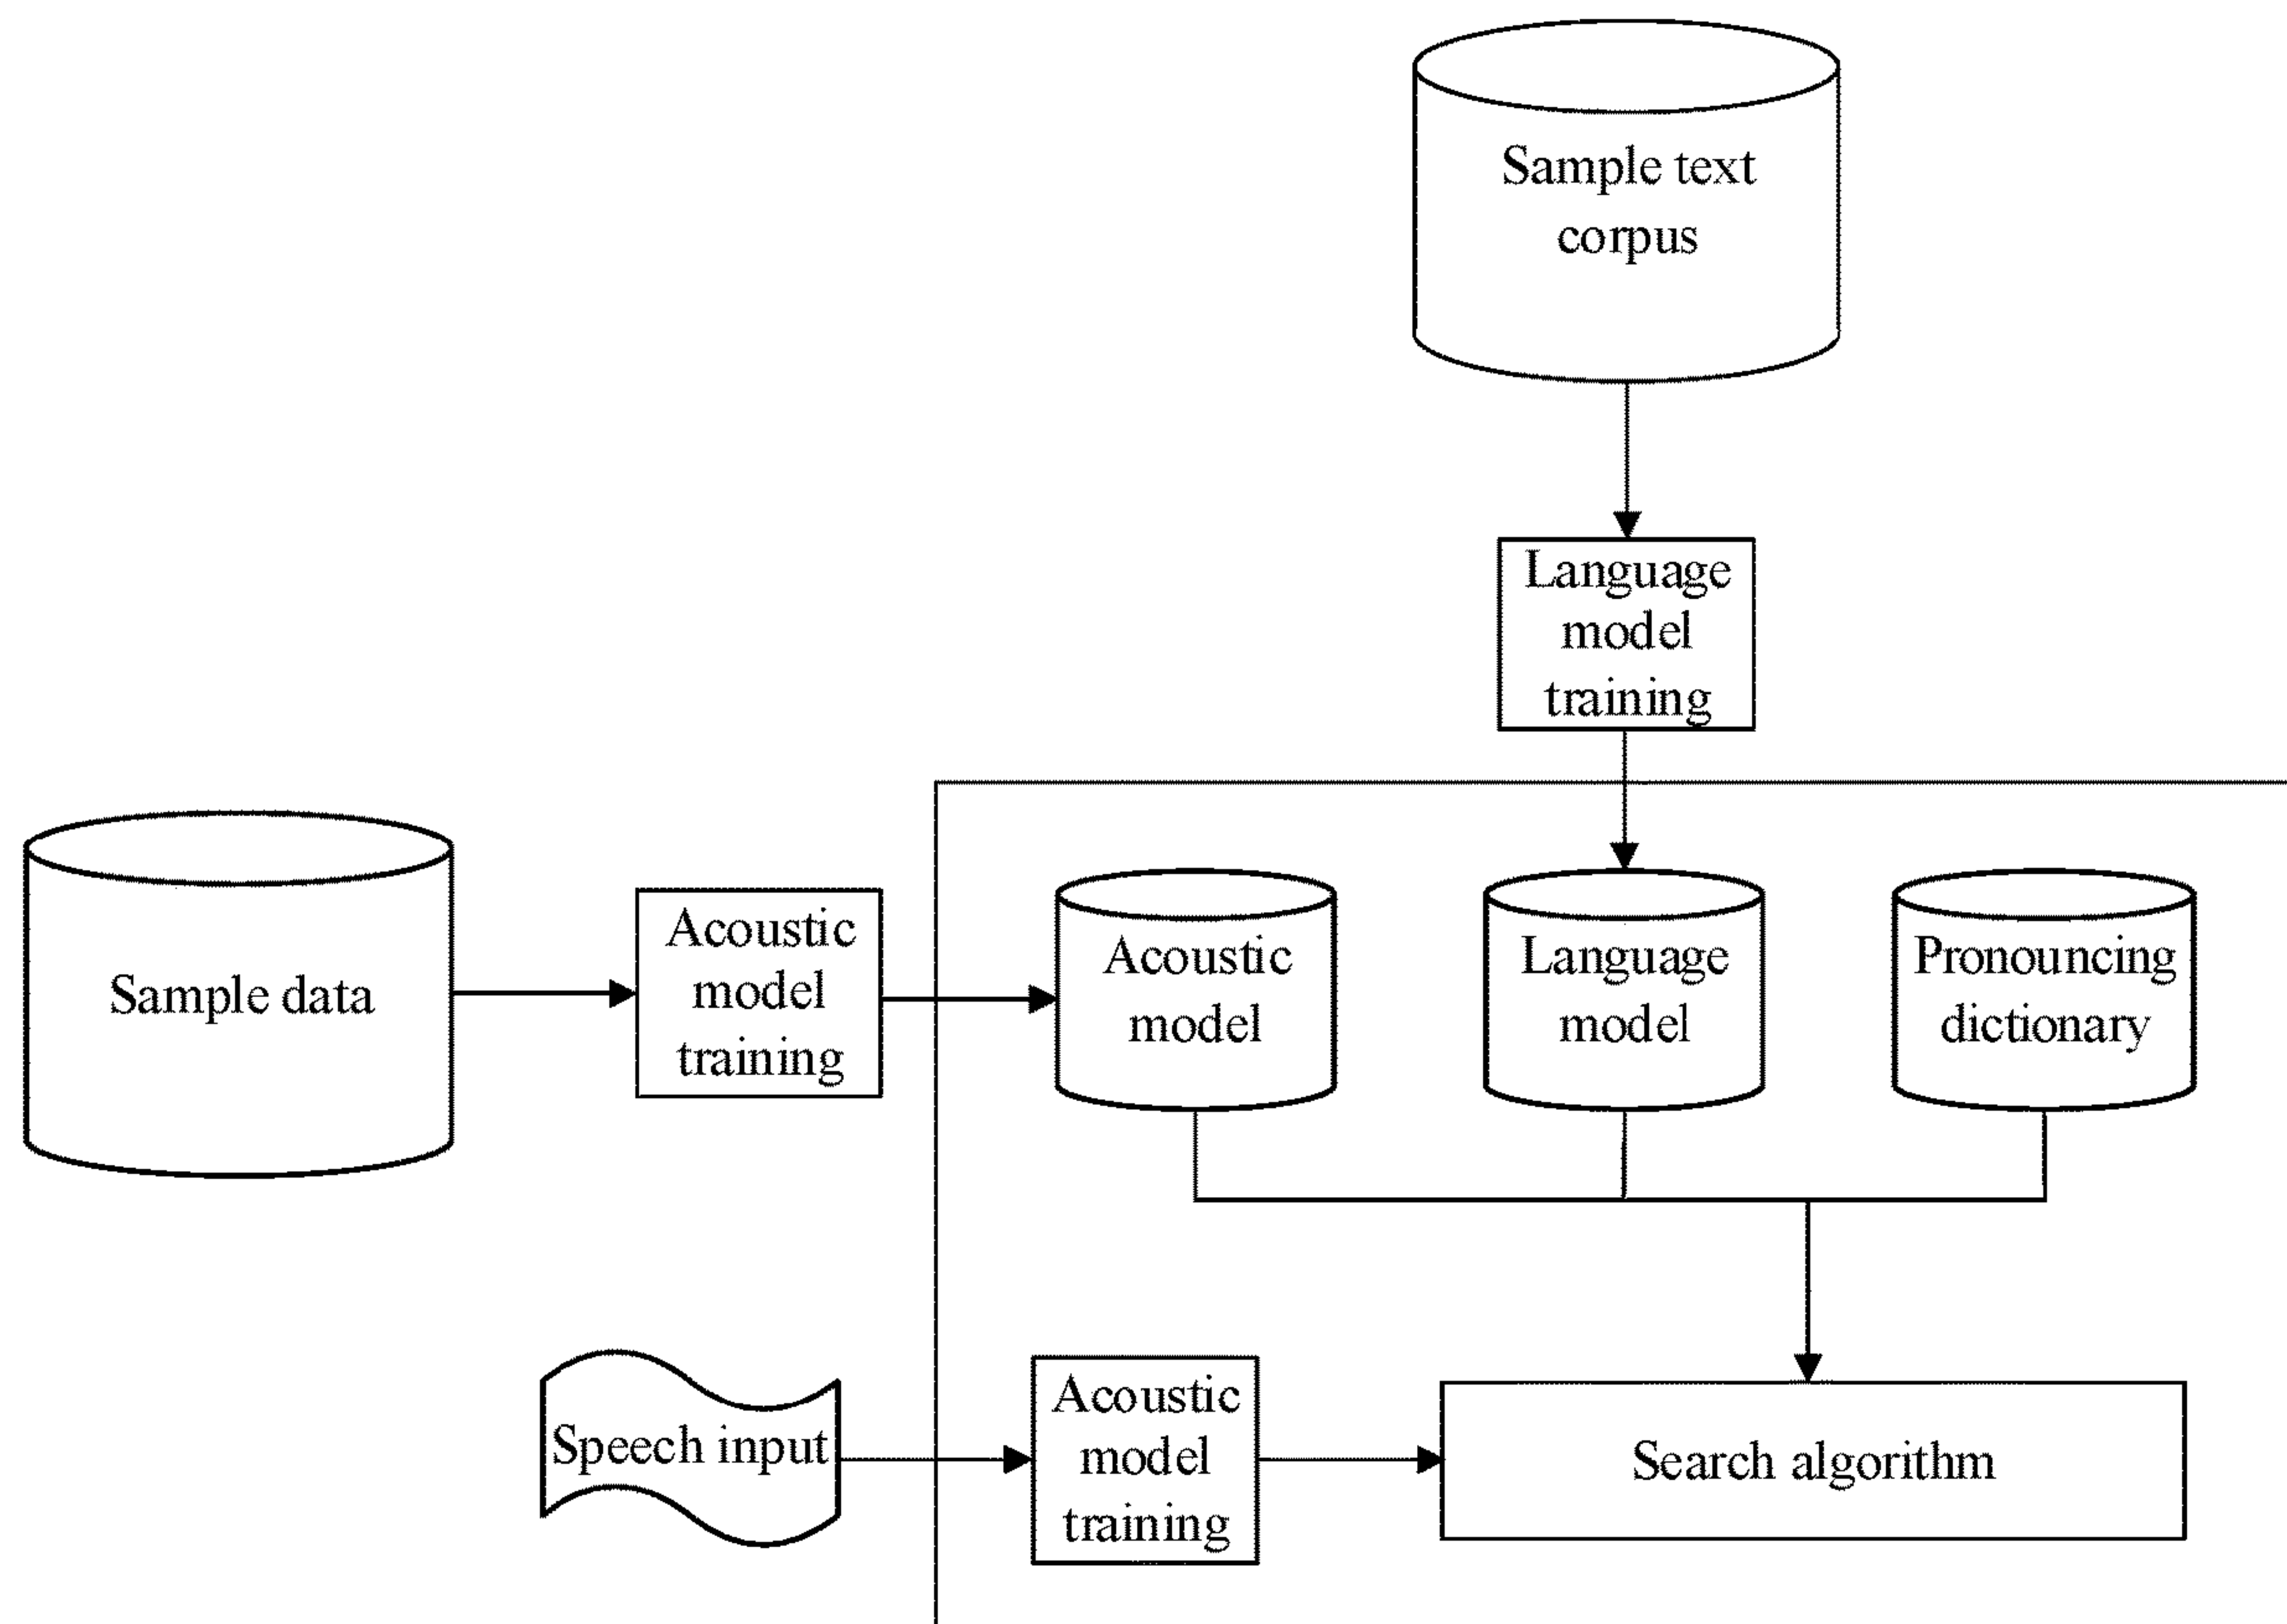 Sample text
corpus
Language
model
training
Sample data
Acoustic
model
training
Acoustic
model
Language
model
Pronouncing
dictionary
Speech input
Acoustic
model
training
Search algorithm